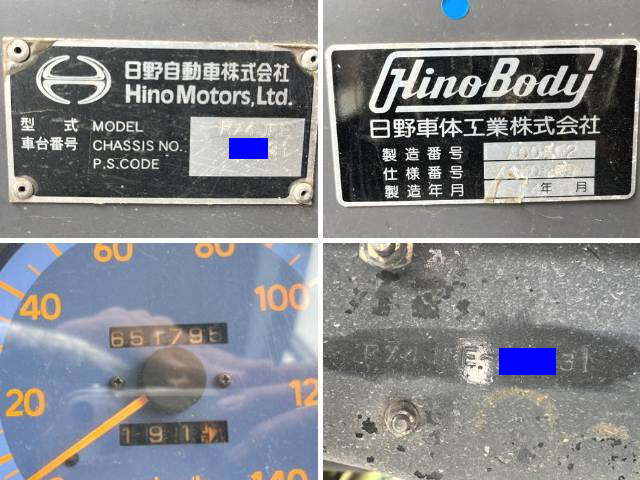 日野自動車株式会社
Hino Motors, Ltd.
型 式 MODEL
車台番号 CHASSIS NO.
P.S.CODE
HinoBody
日野車体工業株式会社
製造番号
仕様番号
製造年月 年 月
60 80
40 100
20 12
140
651795
191
31